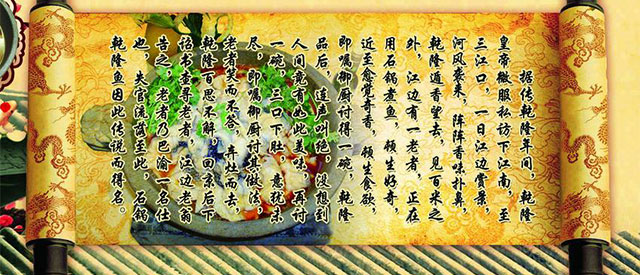 据传乾隆年间，乾隆
皇帝微服私访下江南，至
三江口，一日江边赏景，
河风袭来，阵阵香味扑鼻，
乾隆遁香望去，见百米之
外，江边有一老者，正在
用石锅煮鱼，顿生好奇，
近至愈觉奇香，顿生食欲，
即嘱御厨讨得一碗，乾隆
品后，连声叫绝，没想到
人间竟有如此美味，再讨
一碗，三口下肚，意犹未
尽，即嘱御厨讨其做法，
老者笑而不答，弃灶而去，
乾隆百思不解，回京后下
诏书查寻老者，江边老翁
告之，老者乃巴渝一名仕
也，失官流落至此，石锅
乾隆鱼因此传说而得名。